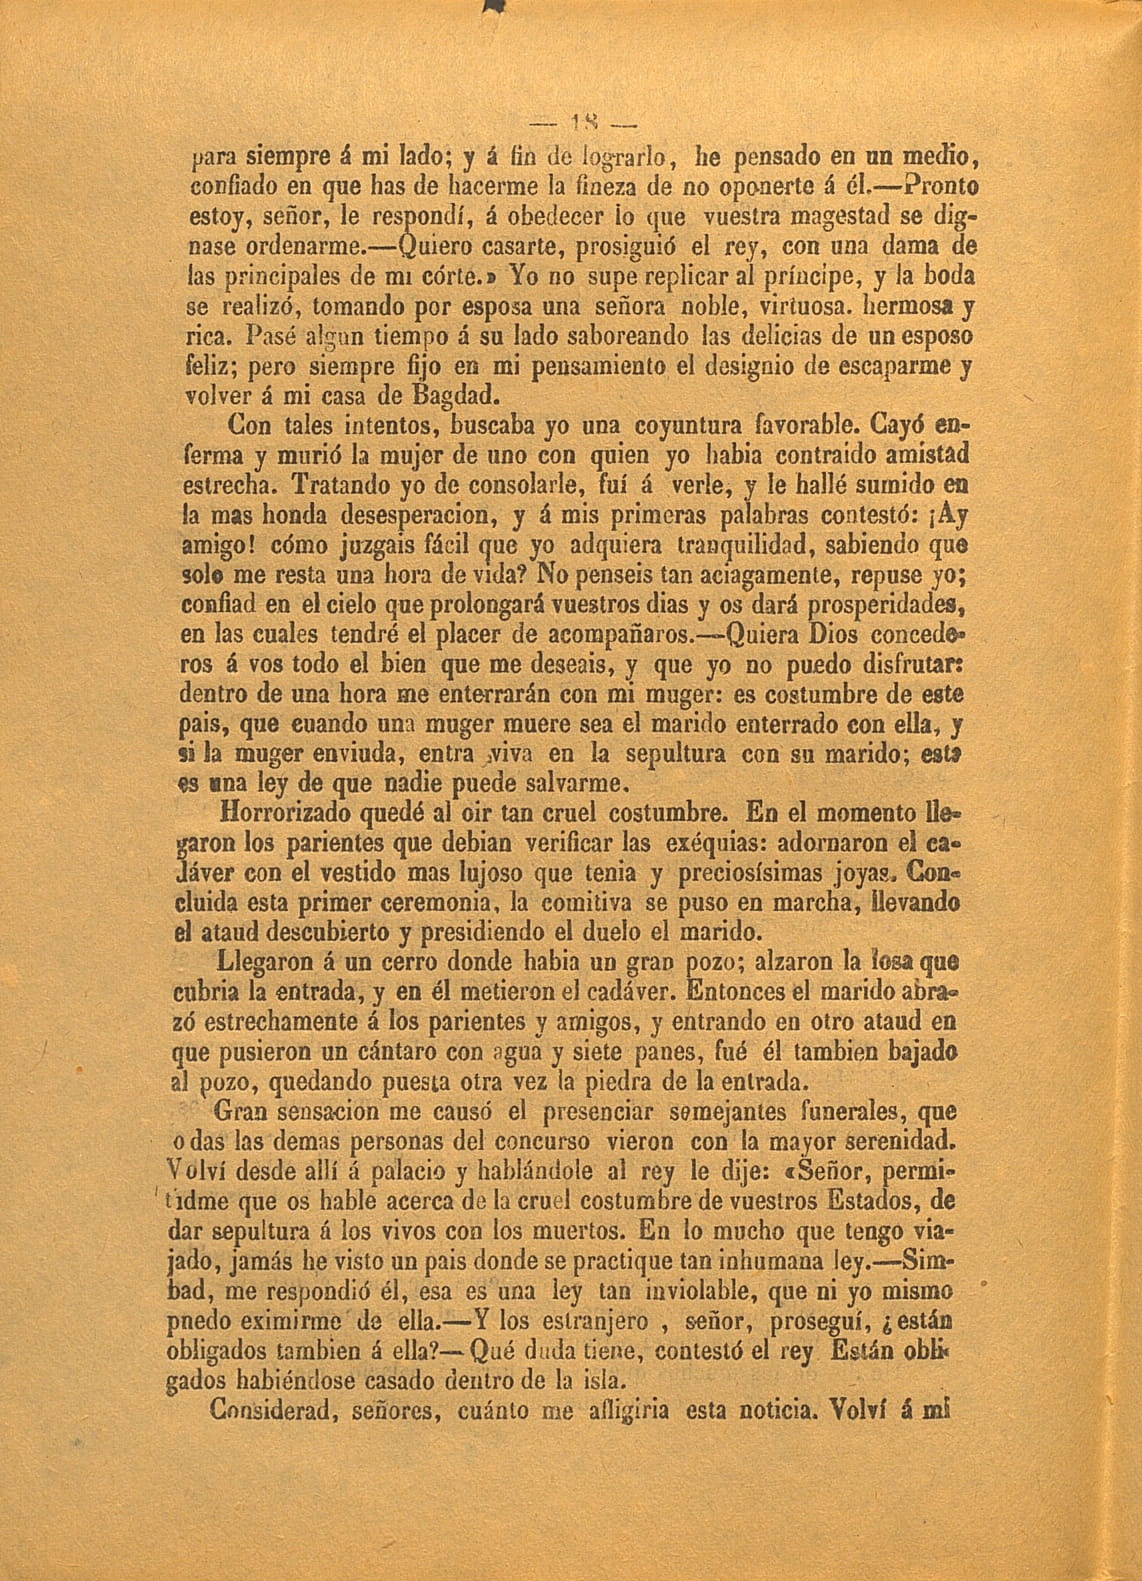 — 18 —
para siempre á mi lado; y á fin de lograrlo, he pensado en un medio,
confiado en que has de hacerme la fineza de no oponerte á él.—Pronto
estoy, señor, le respondí, á obedecer lo que vuestra magestad se dig-
nase ordenarme.—Quiero casarte, prosiguió el rey, con una dama de
las principales de mi córte.» Yo no supe replicar al príncipe, y la boda
se realizó, tomando por esposa una señora noble, virtuosa. hermosa y
rica. Pasé algun tiempo á su lado saboreando las delicias de un esposo
feliz; pero siempre fijo en mi pensamiento el designio de escaparme y
volver á mi casa de Bagdad.
Con tales intentos, buscaba yo una coyuntura favorable. Cayó en-
ferma y murió la mujer de uno con quien yo habia contraido amistad
estrecha. Tratando yo de consolarle, fuí á verle, y le hallé sumido en
la mas honda desesperacion, y á mis primeras palabras contestó: ¡Ay
amigo! cómo juzgais fácil que yo adquiera tranquilidad, sabiendo que
solo me resta una hora de vida? No penseis tan aciagamente, repuse yo;
confiad en el cielo que prolongará vuestros dias y os dará prosperidades,
en las cuales tendré el placer de acompañaros.—Quiera Dios concede-
ros á vos todo el bien que me deseais, y que yo no puedo disfrutar:
dentro de una hora me enterrarán con mi muger: es costumbre de este
pais, que cuando una muger muere sea el marido enterrado con ella, y
si la muger enviuda, entra viva en la sepultura con su marido; esta
es una ley de que nadie puede salvarme.
Horrorizado quedé al oir tan cruel costumbre. En el momento lle-
garon los parientes que debian verificar las exéquias: adornaron el ca-
dáver con el vestido mas lujoso que tenia y preciosísimas joyas. Con-
cluida esta primer ceremonia, la comitiva se puso en marcha, llevando
el ataud descubierto y presidiendo el duelo el marido.
Llegaron á un cerro donde habia un gran pozo; alzaron la losa que
cubria la entrada, y en él metieron el cadáver. Entonces el marido abra-
zó estrechamente á los parientes y amigos, y entrando en otro ataud en
que pusieron un cántaro con agua y siete panes, fué él tambien bajado
al pozo, quedando puesta otra vez la piedra de la entrada.
Gran sensacion me causó el presenciar semejantes funerales, que
odas las demas personas del concurso vieron con la mayor serenidad.
Volví desde allí á palacio y hablándole al rey le dije: «Señor, permi-
tidme que os hable acerca de la cruel costumbre de vuestros Estados, de
dar sepultura á los vivos con los muertos. En lo mucho que tengo via-
jado, jamás he visto un pais donde se practique tan inhumana ley.—Sim-
bad, me respondió él, esa es una ley tan inviolable, que ni yo mismo
pnedo eximirme de ella.—Y los estranjero , señor, proseguí, ¿están
obligados tambien á ella?—Qué duda tiene, contestó el rey Están obli-
gados habiéndose casado dentro de la isla.
Considerad, señores, cuánto me afligiria esta noticia. Volví á mi